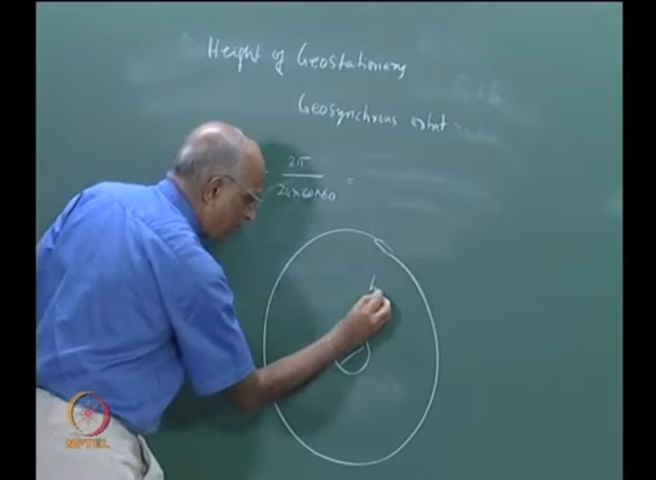 Height of Geostationary
Geosynchrous orbit
2π
24×60×60 =
NPTEL